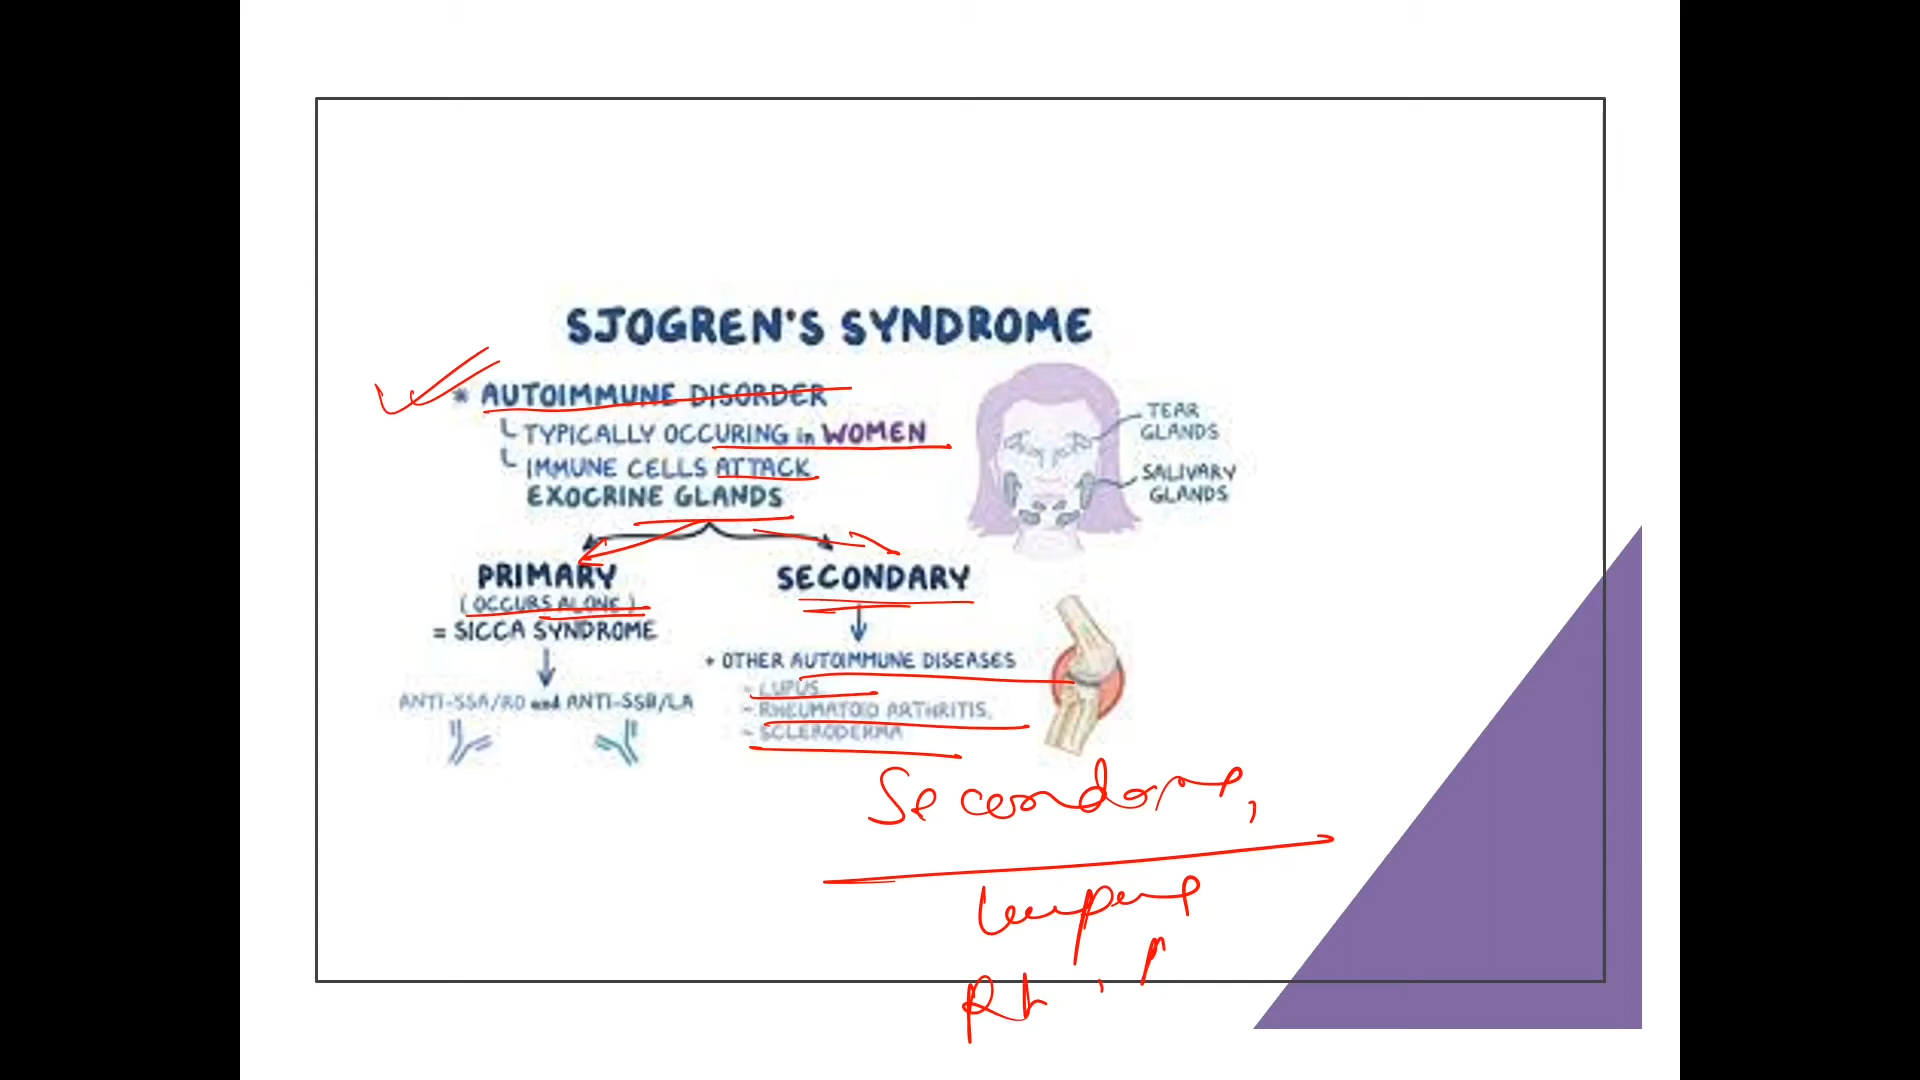 SJOGREN'S SYNDROME
* AUTOIMMUNE DISORDER
TYPICALLY OCCURING in WOMEN
IMMUNE CELLS ATTACK
EXOCRINE GLANDS
TEAR
GLANDS
SALIVARY
GLANDS
PRIMARY
(OCCURS ALONE)
= SICCA SYNDROME
ANTI-SSA/RO and ANTI-SSB/LA
SECONDARY
+ OTHER AUTOIMMUNE DISEASES
- LUPUS
- RHEUMATOID ARTHRITIS,
- SCLERODERMA